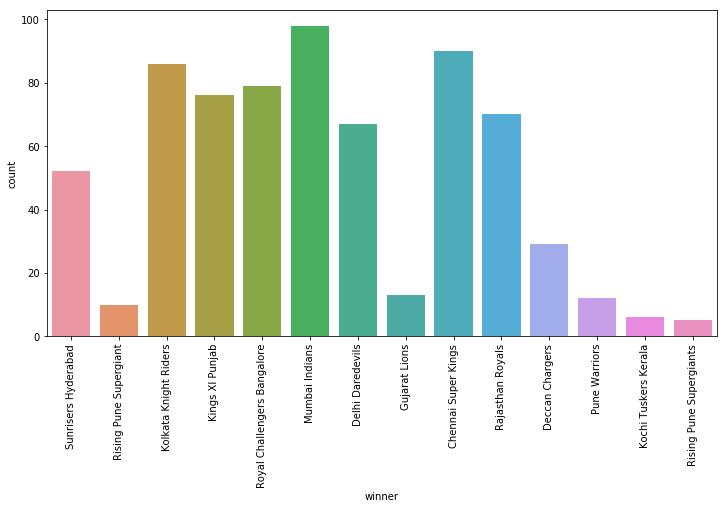 100
80
60
40
20
0
count
Sunrisers Hyderabad
Rising Pune Supergiant
Kolkata Knight Riders
Kings XI Punjab
Royal Challengers Bangalore
Mumbai Indians
Delhi Daredevils
Gujarat Lions
Chennai Super Kings
Rajasthan Royals
Deccan Chargers
Pune Warriors
Kochi Tuskers Kerala
Rising Pune Supergiants
winner